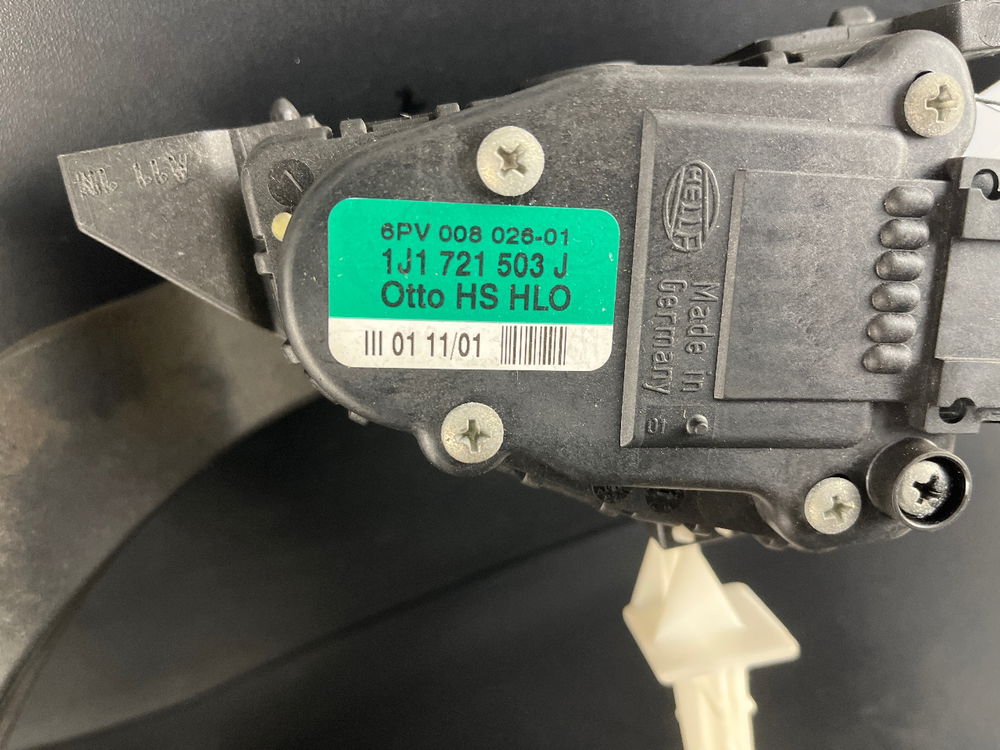 6PV 008 026-01
1J1 721 503 J
Otto HS HLO
III 01 11/01
HELLA
Made in
Germany